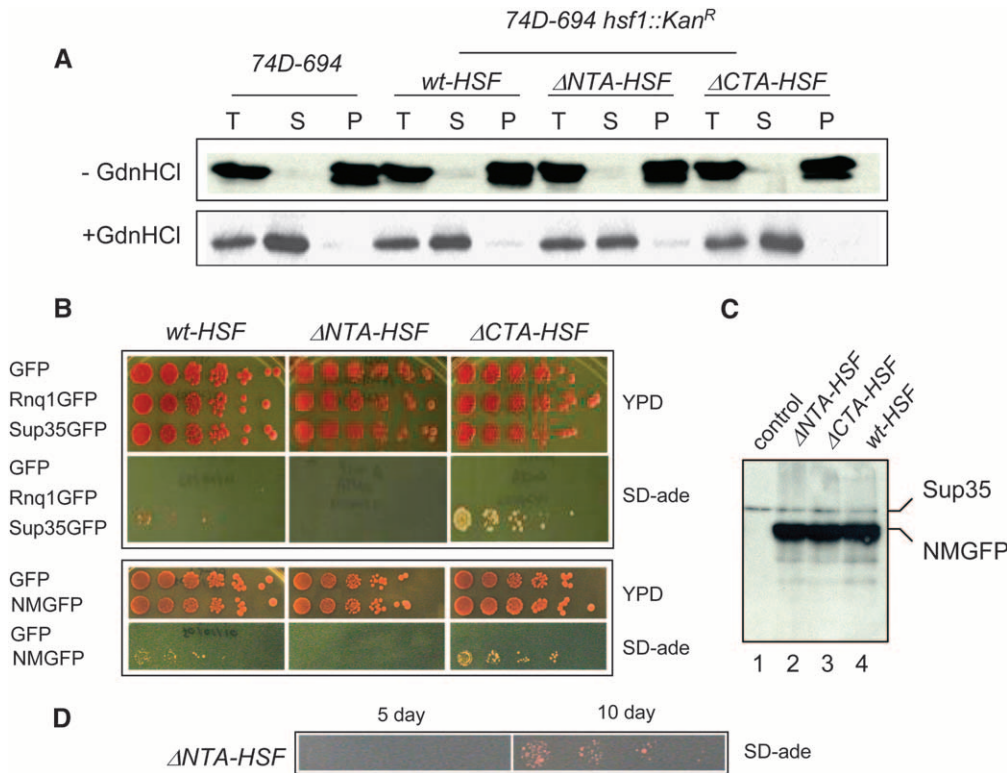 A
74D-694 hsf1::Kan^R
74D-694
wt-HSF ΔNTA-HSF ΔCTA-HSF
T S P T S P T S P T S P
- GdnHCl
+GdnHCl
B
wt-HSF ΔNTA-HSF ΔCTA-HSF
GFP
Rnq1GFP
Sup35GFP
YPD
GFP
Rnq1GFP
Sup35GFP
SD-ade
GFP
NMGFP
YPD
GFP
NMGFP
SD-ade
C
control
ΔNTA-HSF
ΔCTA-HSF
wt-HSF
Sup35
NMGFP
1 2 3 4
D
5 day 10 day
ΔNTA-HSF
SD-ade